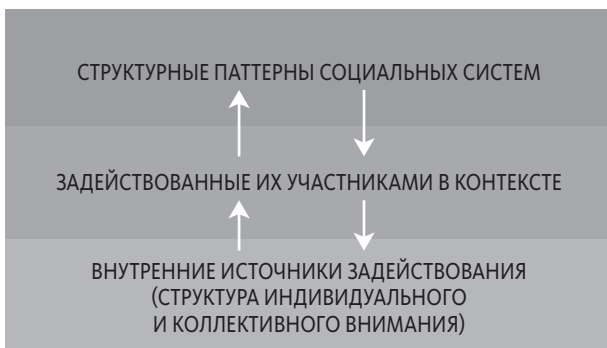 СТРУКТУРНЫЕ ПАТТЕРНЫ СОЦИАЛЬНЫХ СИСТЕМ
ЗАДЕЙСТВОВАННЫЕ ИХ УЧАСТНИКАМИ В КОНТЕКСТЕ
ВНУТРЕННИЕ ИСТОЧНИКИ ЗАДЕЙСТВОВАНИЯ
(СТРУКТУРА ИНДИВИДУАЛЬНОГО
И КОЛЛЕКТИВНОГО ВНИМАНИЯ)